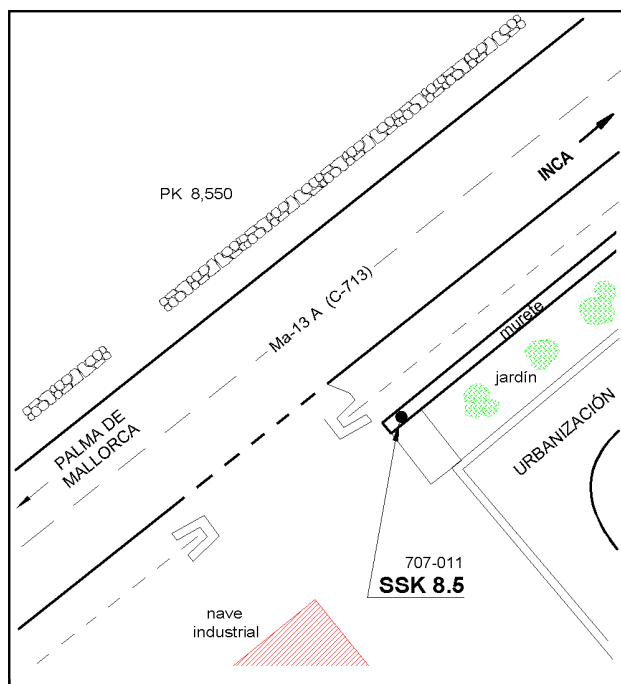 INCA
PK 8,550
Ma-13 A (C-713)
murete
jardín
PALMA DE
MALLORCA
URBANIZACIÓN
707-011
SSK 8.5
nave
industrial